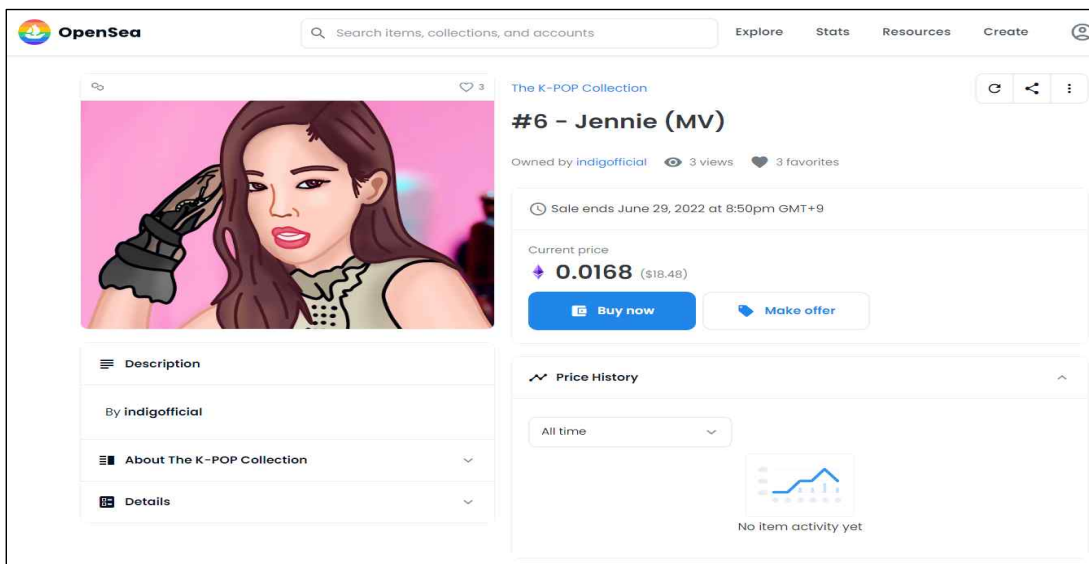 OpenSea
Search items, collections, and accounts
Explore Stats Resources Create
3
The K-POP Collection
#6 - Jennie (MV)
Owned by indigofficial 3 views 3 favorites
Sale ends June 29, 2022 at 8:50pm GMT+9
Current price
0.0168 ($18.48)
Buy now Make offer
Description
By indigofficial
About The K-POP Collection
Details
Price History
All time
No item activity yet